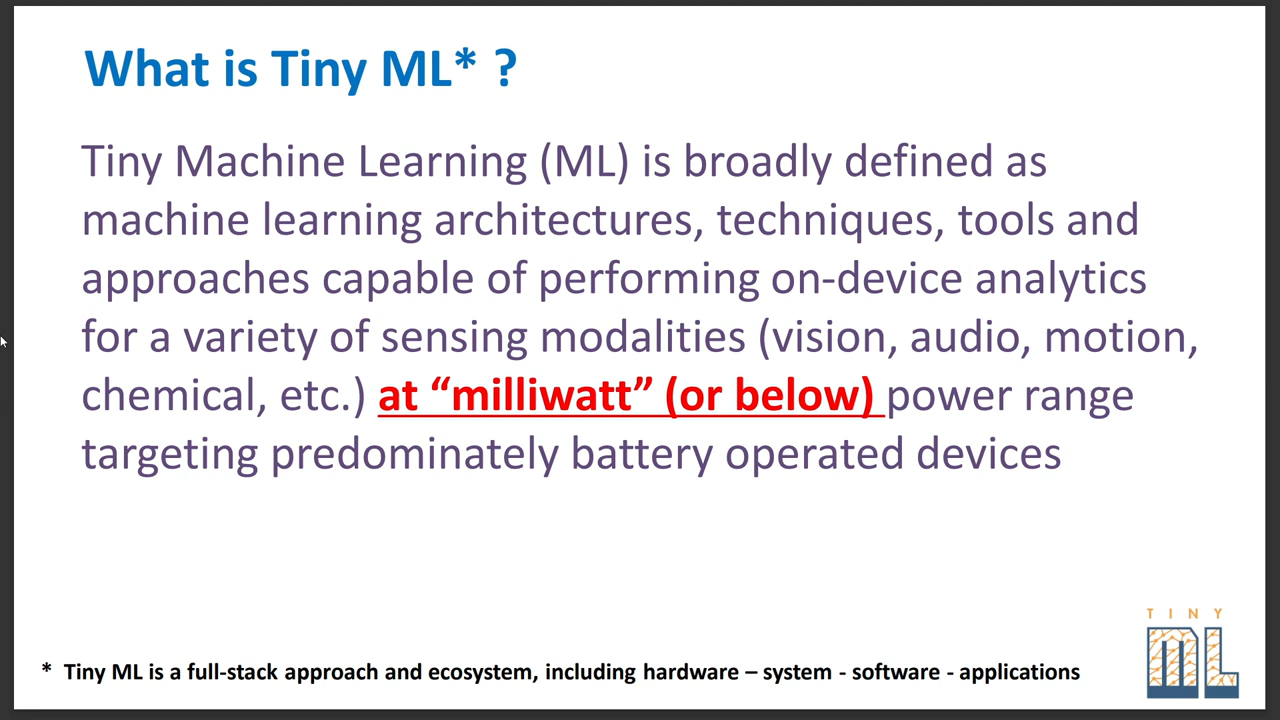 What is Tiny ML* ?
Tiny Machine Learning (ML) is broadly defined as
machine learning architectures, techniques, tools and
approaches capable of performing on-device analytics
for a variety of sensing modalities (vision, audio, motion,
chemical, etc.) at “milliwatt” (or below) power range
targeting predominately battery operated devices
TINY
ML
* Tiny ML is a full-stack approach and ecosystem, including hardware – system - software - applications